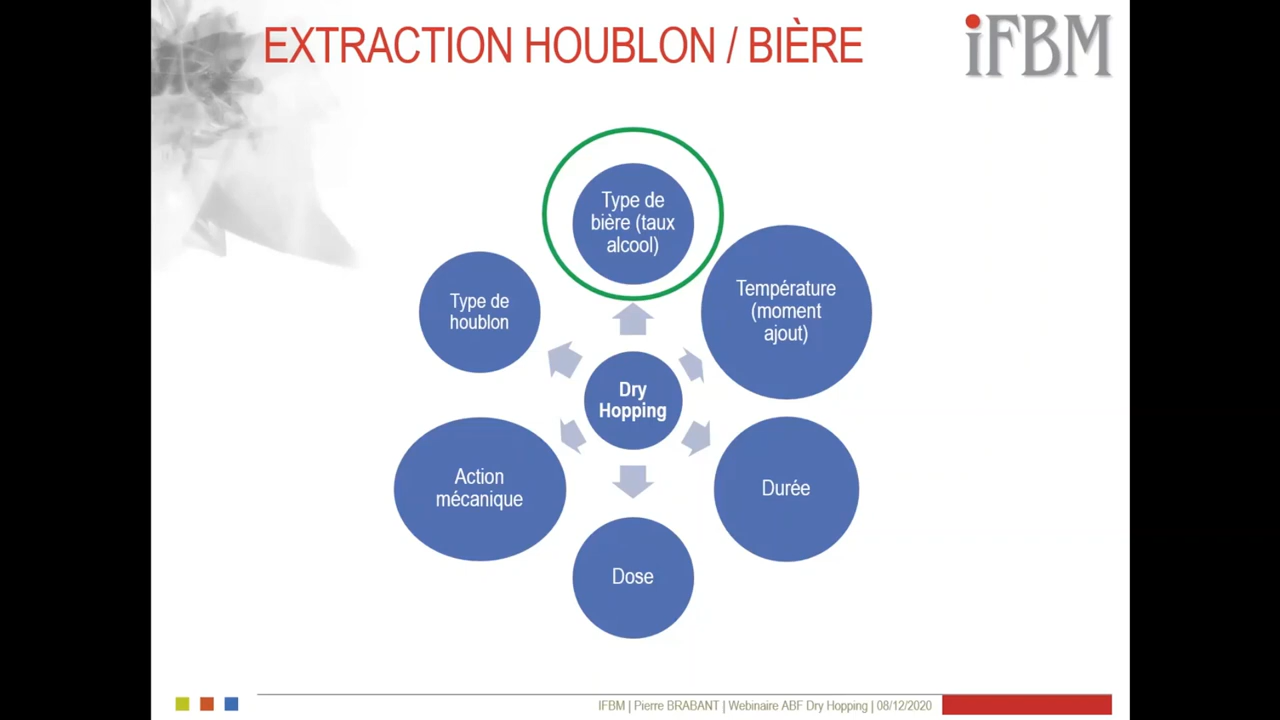 EXTRACTION HOUBLON / BIÈRE
iFBM
Type de
bière (taux
alcool)
Température
(moment
ajout)
Type de
houblon
Dry
Hopping
Action
mécanique
Durée
Dose
IFBM | Pierre BRABANT | Webinaire ABF Dry Hopping | 08/12/2020